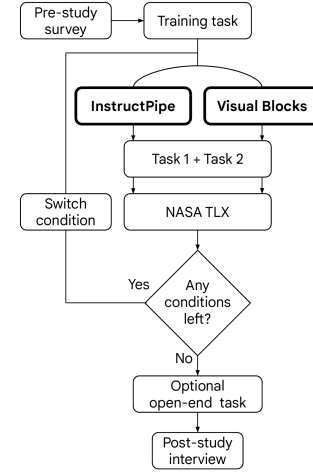 Pre-study
survey
Training task
InstructPipe
Visual Blocks
Task 1 + Task 2
Switch
condition
NASA TLX
Yes
Any
conditions
left?
No
Optional
open-end task
Post-study
interview